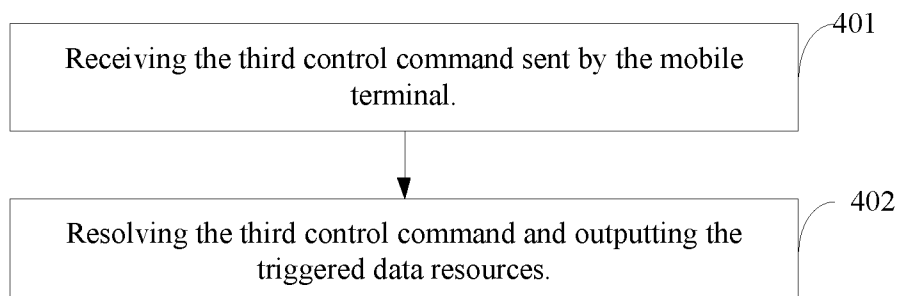 401
Receiving the third control command sent by the mobile
terminal.
402
Resolving the third control command and outputting the
triggered data resources.